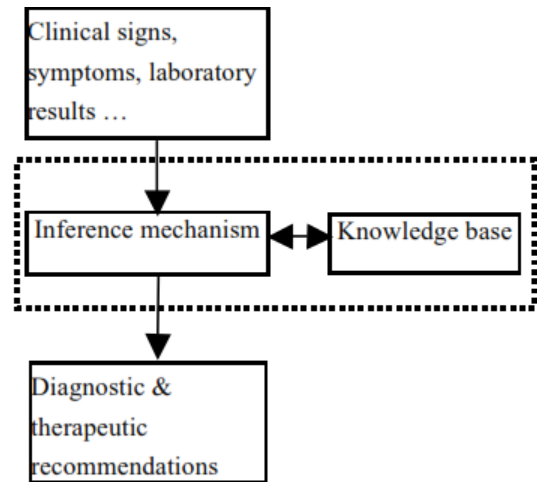 Clinical signs,
symptoms, laboratory
results …
Inference mechanism
Knowledge base
Diagnostic &
therapeutic
recommendations